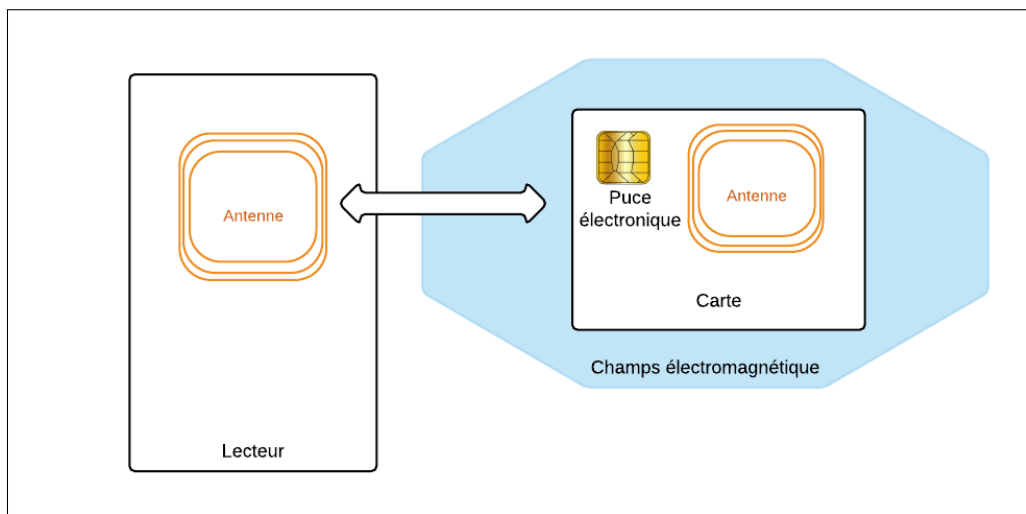 Antenne
Lecteur
Puce
électronique
Antenne
Carte
Champs électromagnétique